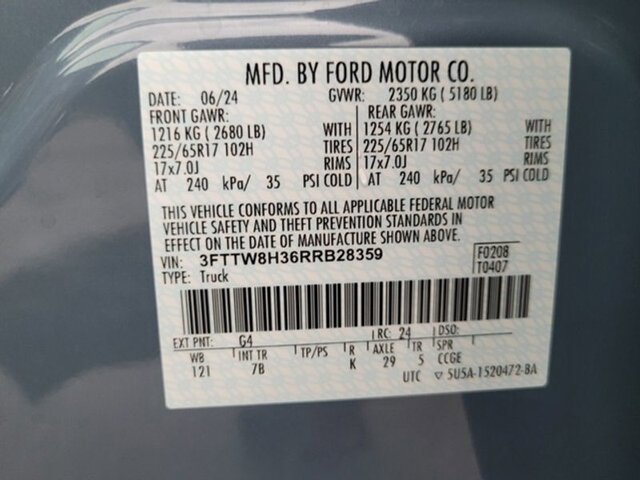 MFD. BY FORD MOTOR CO.
DATE: 06/24 GVWR: 2350 KG ( 5180 LB)
FRONT GAWR: REAR GAWR:
1216 KG ( 2680 LB) WITH 1254 KG ( 2765 LB) WITH
225/65R17 102H TIRES 225/65R17 102H TIRES
17x7.0J RIMS 17x7.0J RIMS
AT 240 kPa/ 35 PSI COLD AT 240 kPa/ 35 PSI COLD
THIS VEHICLE CONFORMS TO ALL APPLICABLE FEDERAL MOTOR
VEHICLE SAFETY AND THEFT PREVENTION STANDARDS IN
EFFECT ON THE DATE OF MANUFACTURE SHOWN ABOVE.
VIN: 3FTTW8H36RRB28359 F0208
TYPE: Truck T0407
EXT PNT: G4 RC: 24 DSO:
WB INT TR TP/PS R AXLE TR SPR
121 7B K 29 5 CCGE
UTC ▽ 5U5A-1520472-BA